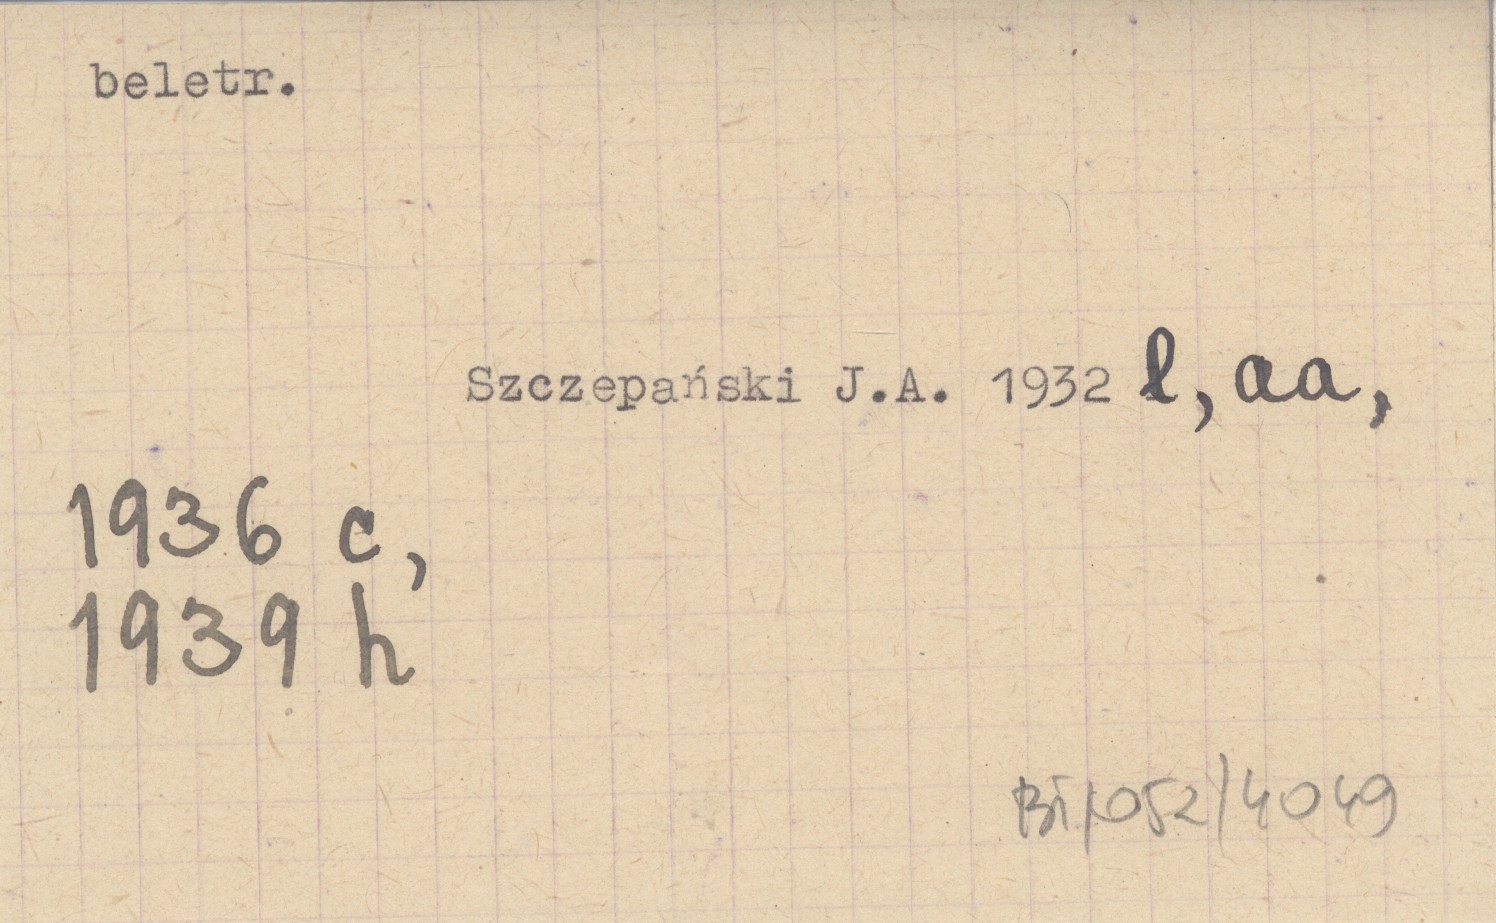 beletr.
Szczepański J.A. 1932 l, aa,
1936 c,
1939 h
BI/052/4049